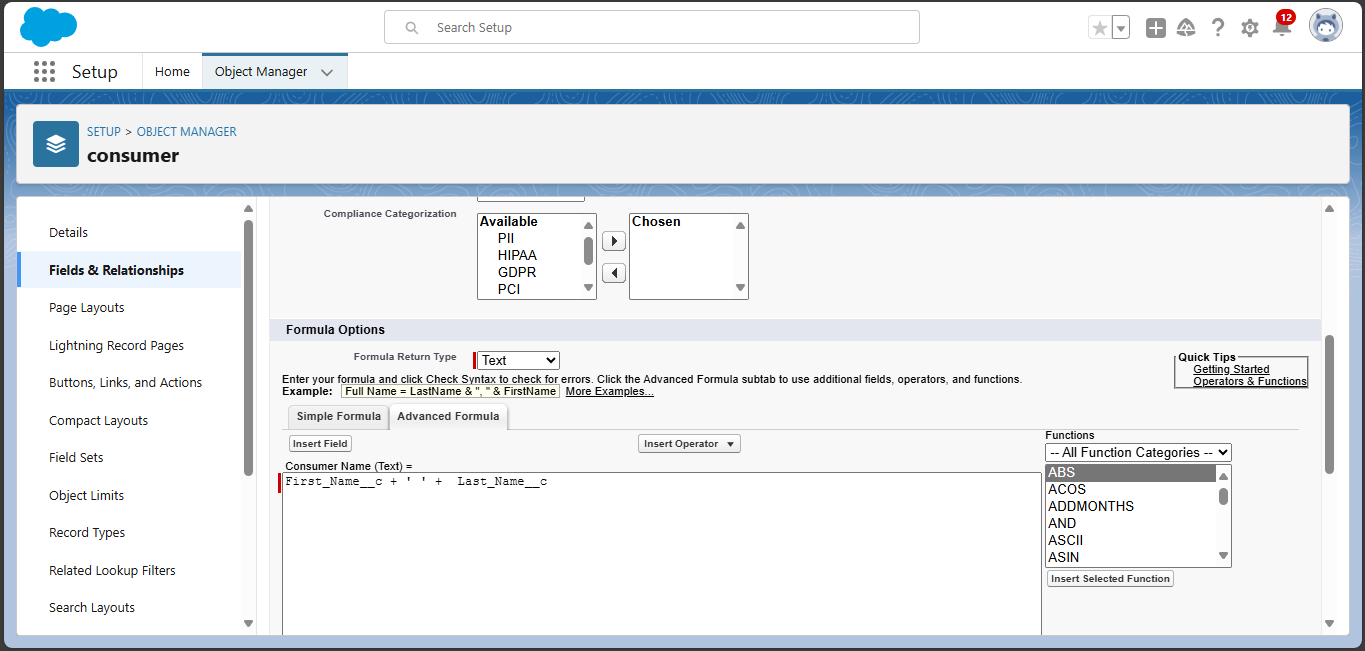 Search Setup
12
Setup
Home
Object Manager
SETUP > OBJECT MANAGER
consumer
Details
Fields & Relationships
Page Layouts
Lightning Record Pages
Buttons, Links, and Actions
Compact Layouts
Field Sets
Object Limits
Record Types
Related Lookup Filters
Search Layouts
Compliance Categorization
Available
PII
HIPAA
GDPR
PCI
Chosen
Formula Options
Formula Return Type
Text
Quick Tips
Getting Started
Operators & Functions
Enter your formula and click Check Syntax to check for errors. Click the Advanced Formula subtab to use additional fields, operators, and functions.
Example: Full Name = LastName & ", " & FirstName More Examples...
Simple Formula
Advanced Formula
Insert Field
Insert Operator
Functions
-- All Function Categories --
ABS
ACOS
ADDMONTHS
AND
ASCII
ASIN
Insert Selected Function
Consumer Name (Text) =
First_Name__c + ' ' +  Last_Name__c